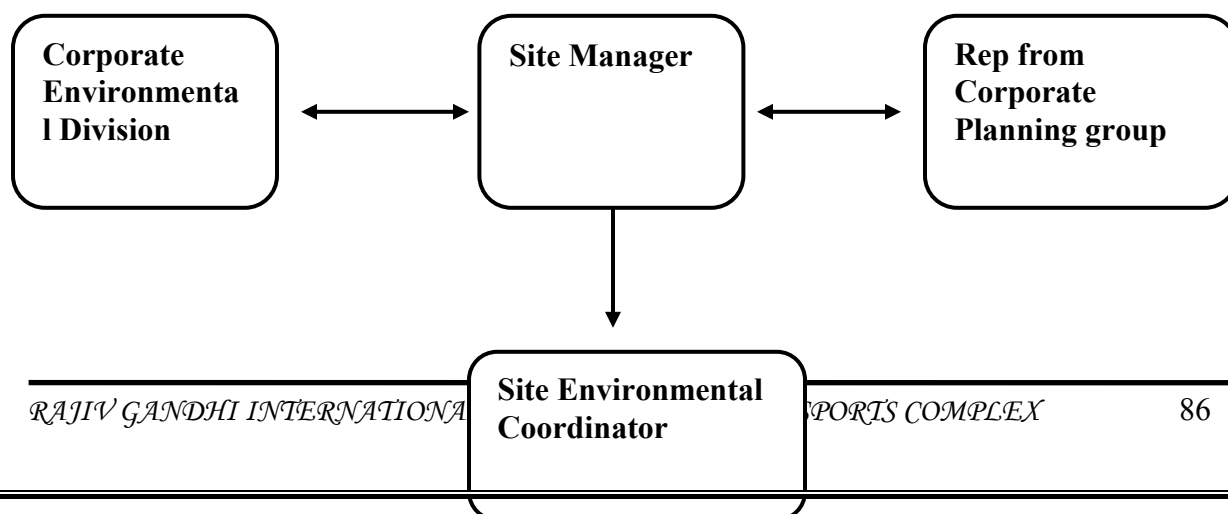 Corporate
Environmenta
l Division
Site Manager
Rep from
Corporate
Planning group
Site Environmental
Coordinator
RAJIV GANDHI INTERNATIONA SPORTS COMPLEX 86